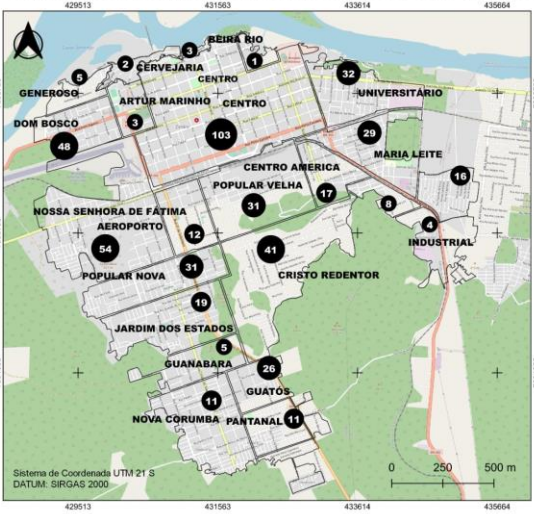 429513 431563 433614 435664
BEIRA RIO
3
1
2
CERVEJARIA
5
CENTRO
32
GENEROSO
UNIVERSITÁRIO
ARTUR MARINHO
CENTRO
DOM BOSCO
3
103
29
48
MARIA LEITE
CENTRO AMERICA
16
POPULAR VELHA
17
31
8
NOSSA SENHORA DE FÁTIMA
AEROPORTO
12
4
54
41
INDUSTRIAL
31
POPULAR NOVA
CRISTO REDENTOR
19
JARDIM DOS ESTADOS
5
GUANABARA
26
GUATÓS
11
NOVA CORUMBA
PANTANAL
11
Sistema de Coordenada UTM 21 S
DATUM: SIRGAS 2000
0 250 500 m
429513 431563 433614 435664